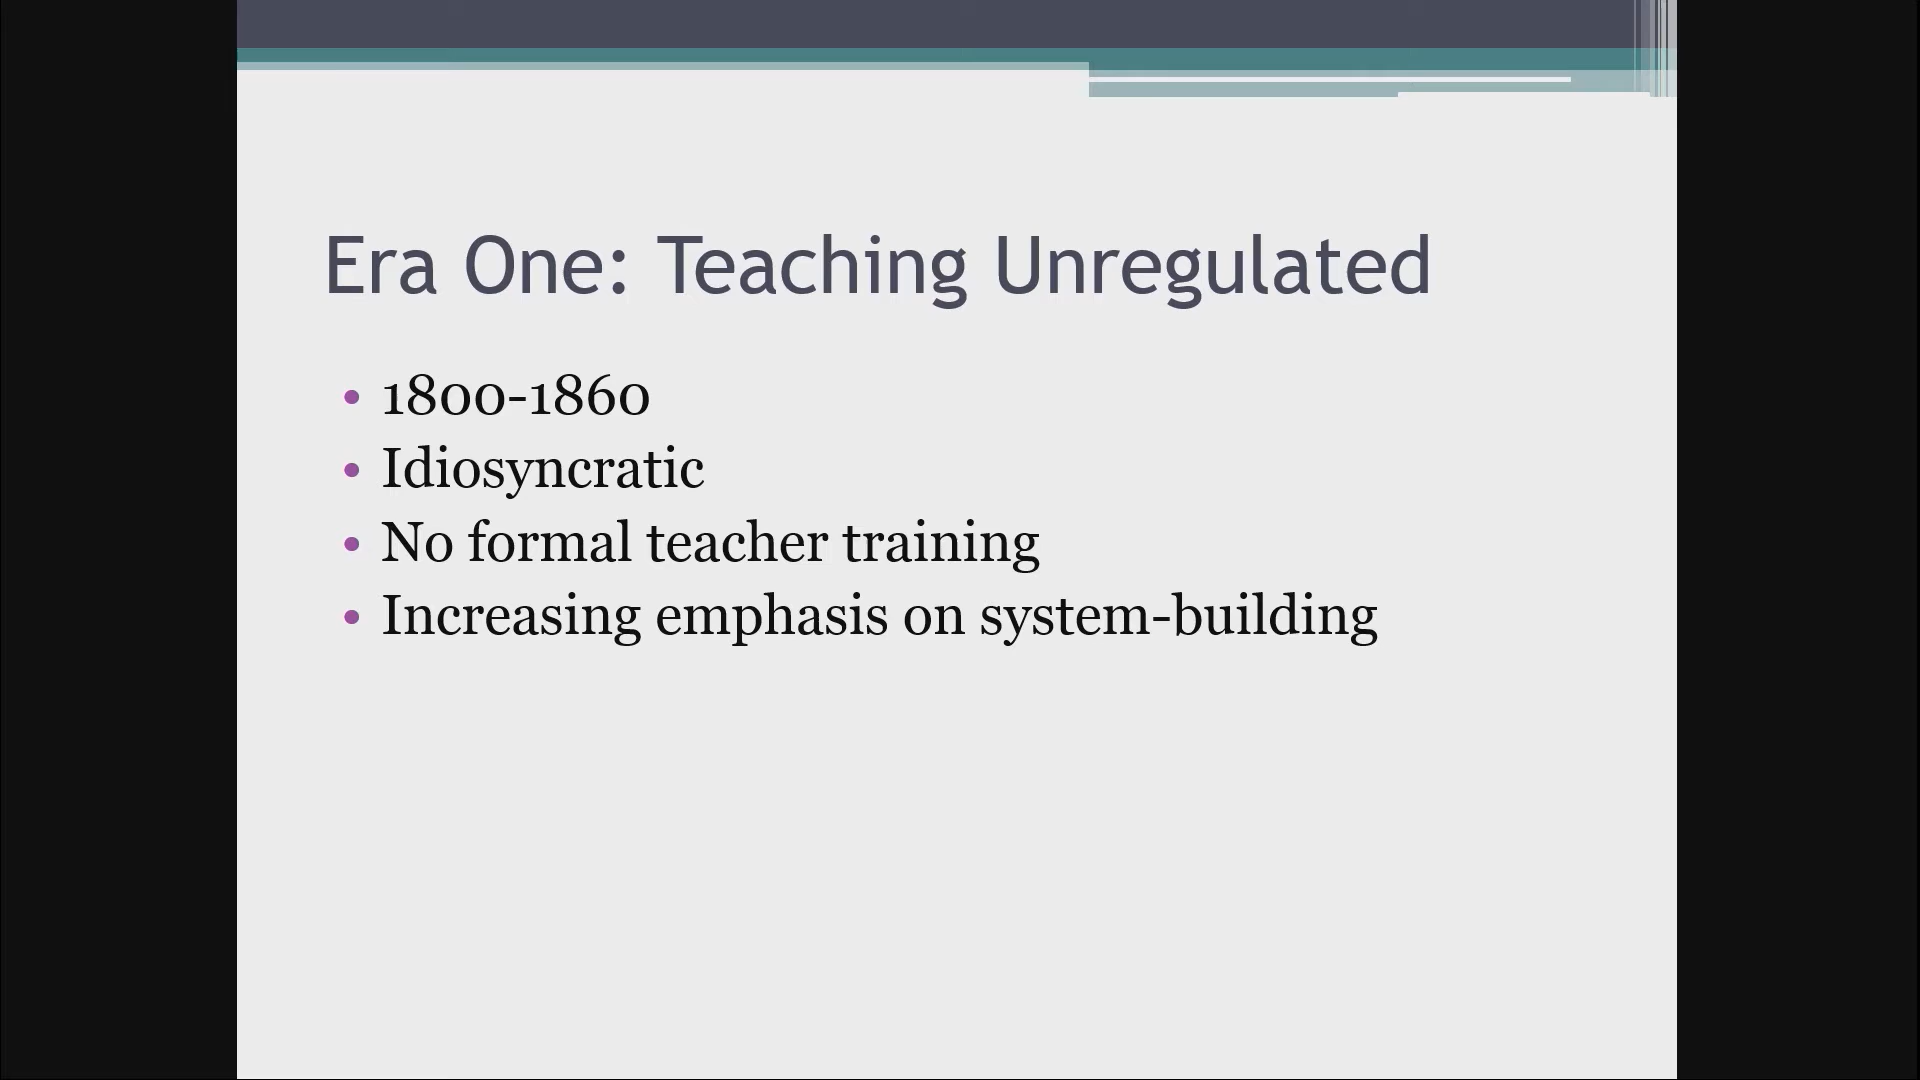 Era One: Teaching Unregulated
• 1800-1860
• Idiosyncratic
• No formal teacher training
• Increasing emphasis on system-building